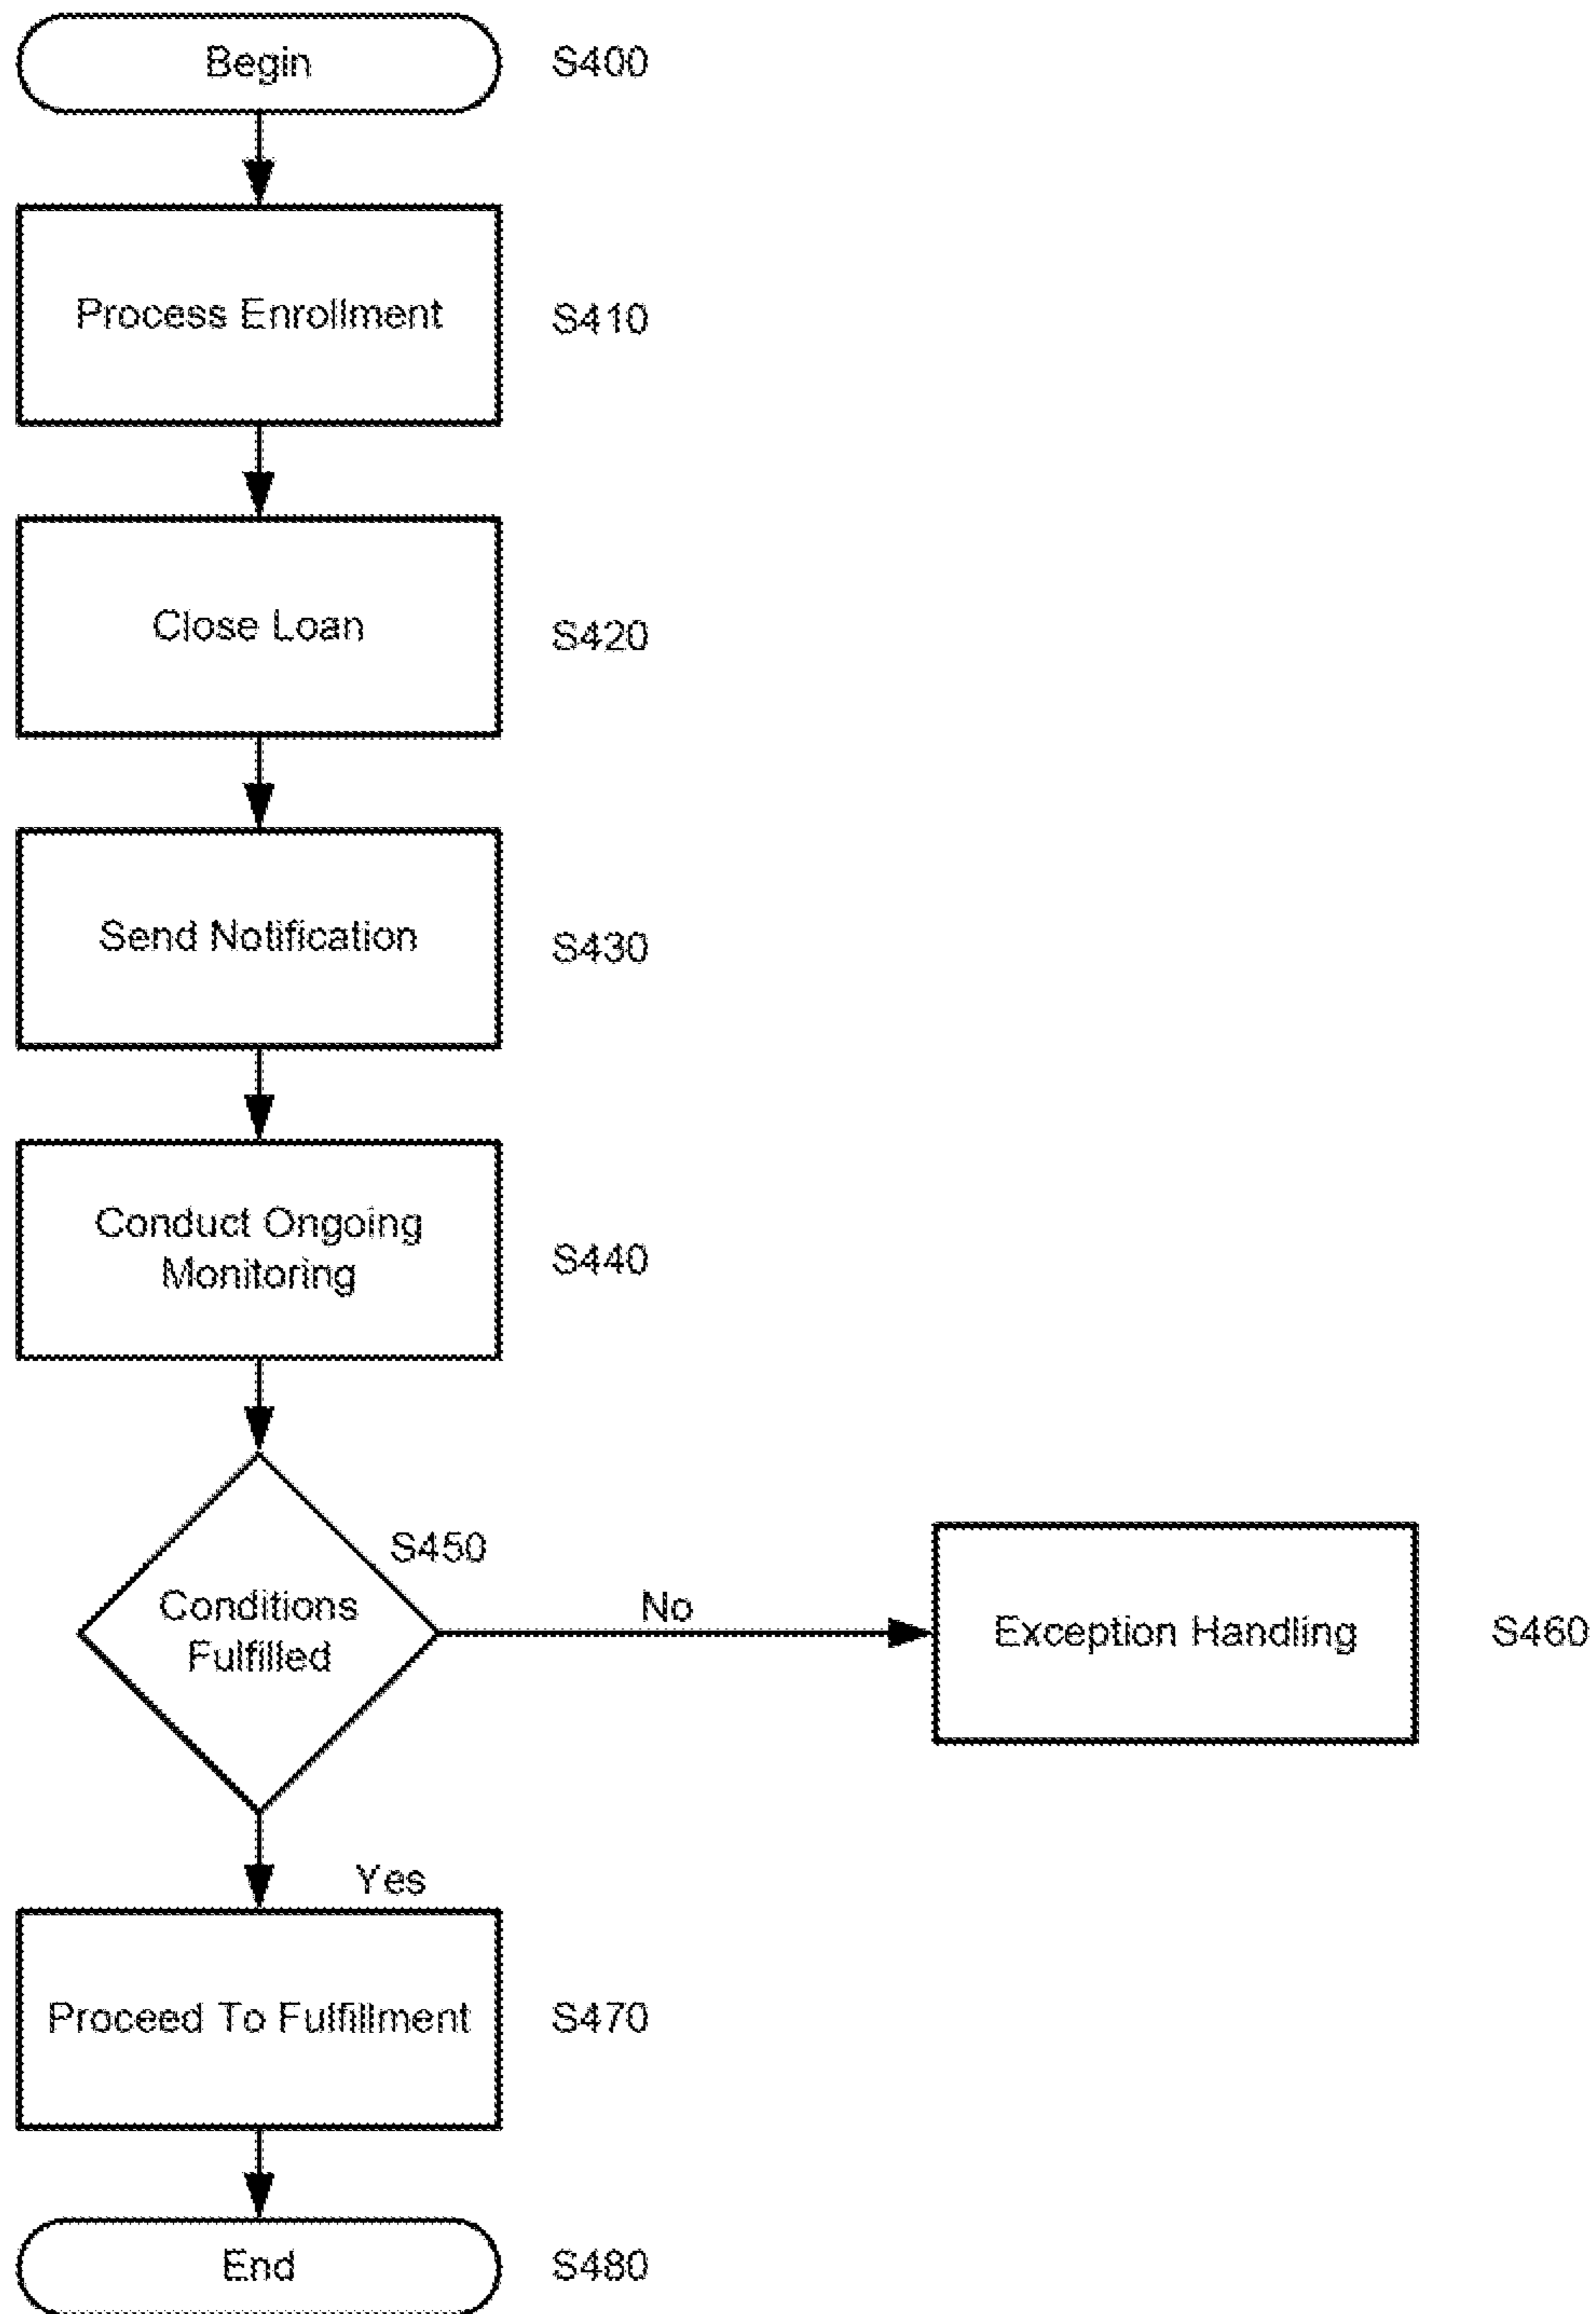 Begin
S400
Process Enrollment
S410
Close Loan
S420
Send Notification
S430
Conduct Ongoing
Monitoring
S440
S450
Conditions
Fulfilled
No
Exception Handling
S460
Yes
Proceed To Fulfillment
S470
End
S480